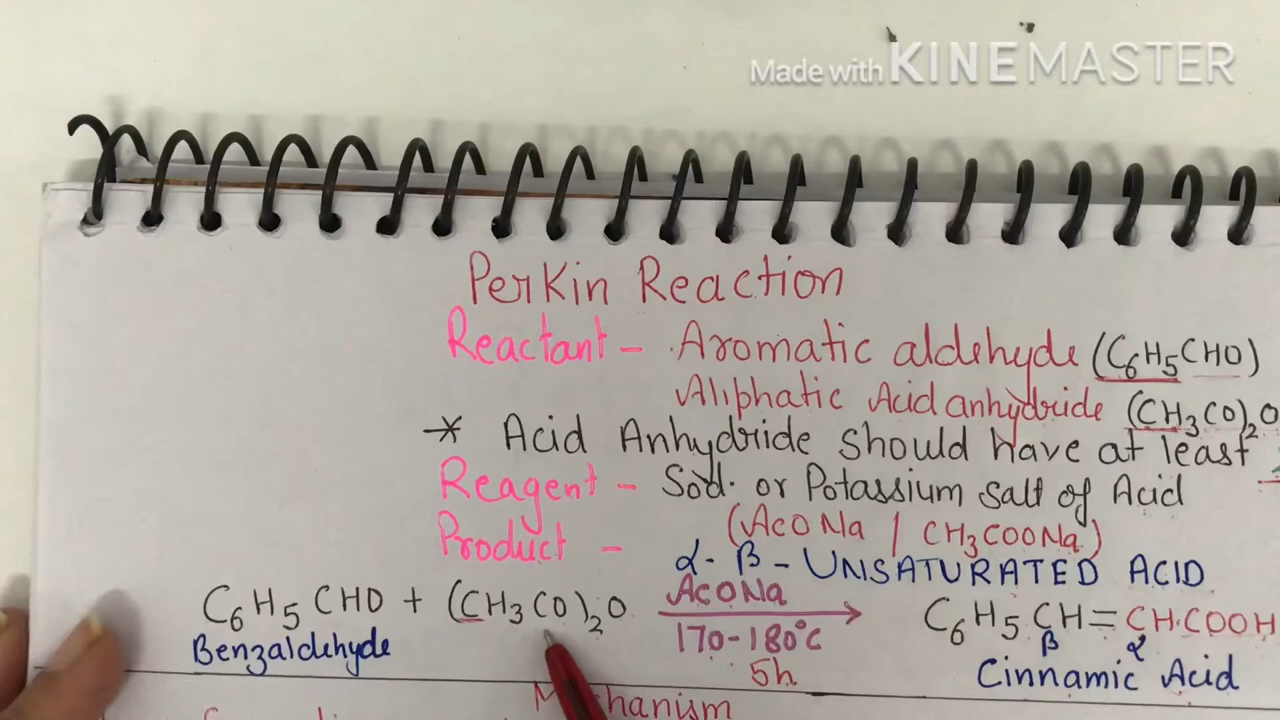 Made with KINEMASTER
Perkin Reaction
Reactant - Aromatic aldehyde (C₆H₅CHO)
Aliphatic Acid anhydride (CH₃CO)₂O
* Acid Anhydride should have at least
Reagent - Sod. or Potassium salt of Acid
(AcONa / CH₃COONa)
Product - α-β-UNSATURATED ACID
C₆H₅CHO + (CH₃CO)₂O AcONa → C₆H₅CH=CH.COOH
170-180°C β α
Benzaldehyde 5h Cinnamic Acid